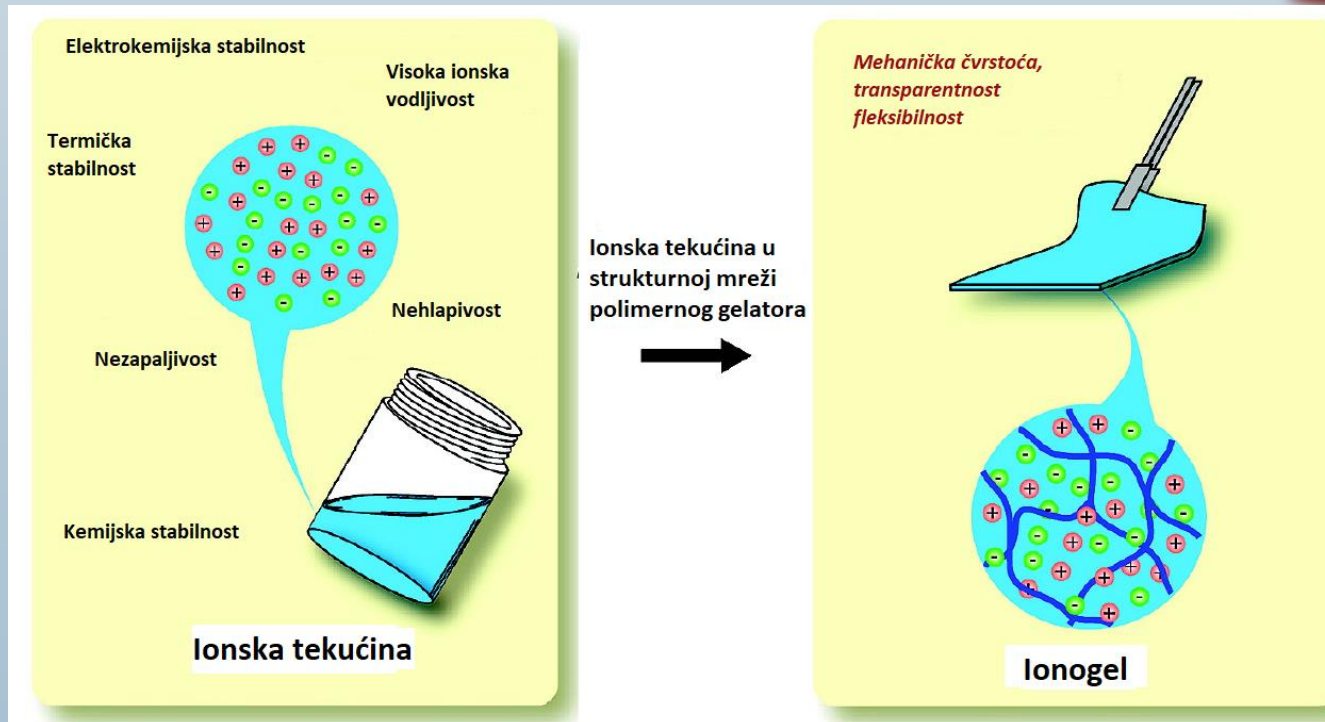 Elektrokemijska stabilnost
Visoka ionska
vodljivost
Termička
stabilnost
Nehlapivost
Nezapaljivost
Kemijska stabilnost
Ionska tekućina
Ionska tekućina u
strukturnoj mreži
polimernog gelatora
Mehanička čvrstoća,
transparentnost
fleksibilnost
Ionogel